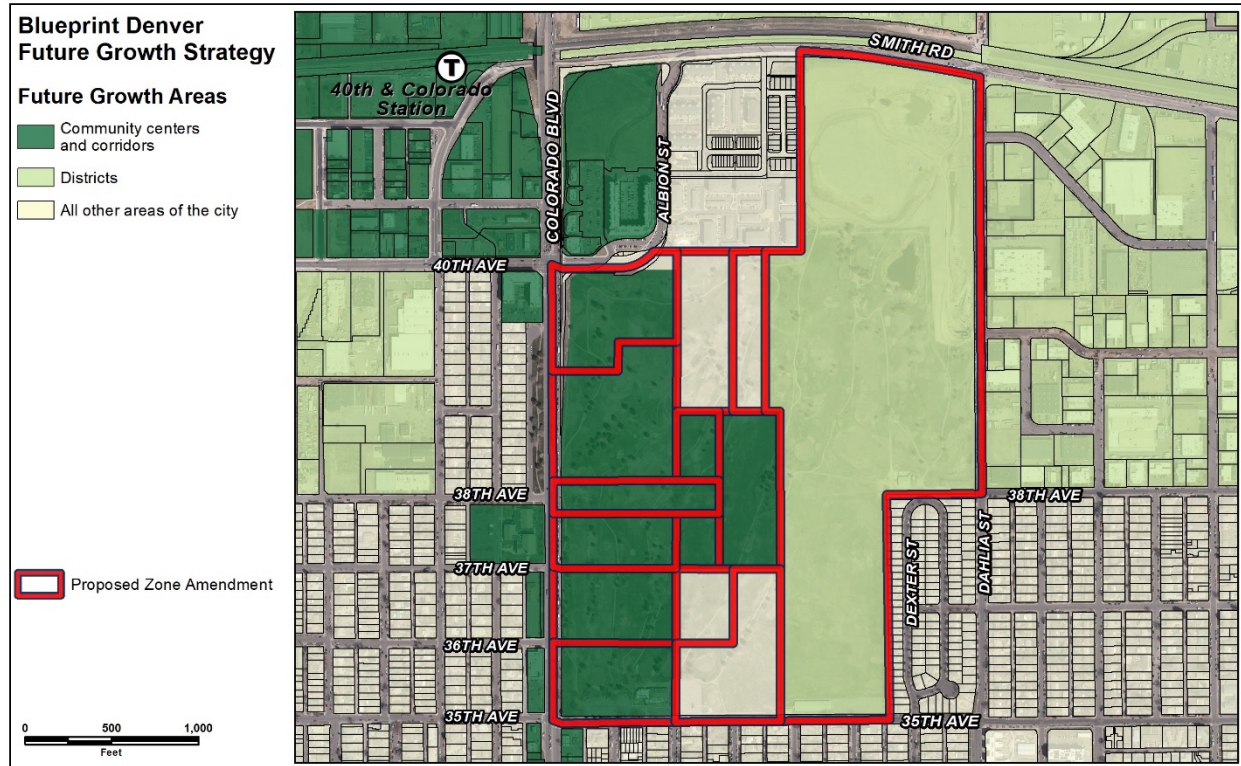 Blueprint Denver
Future Growth Strategy
Future Growth Areas
Community centers
and corridors
Districts
All other areas of the city
Proposed Zone Amendment
0 500 1,000
Feet
SMITH RD
T
40th & Colorado
Station
COLORADO BLVD
ALBION ST
40TH AVE
38TH AVE
38TH AVE
37TH AVE
DEXTER ST
DAHLIA ST
36TH AVE
35TH AVE
35TH AVE